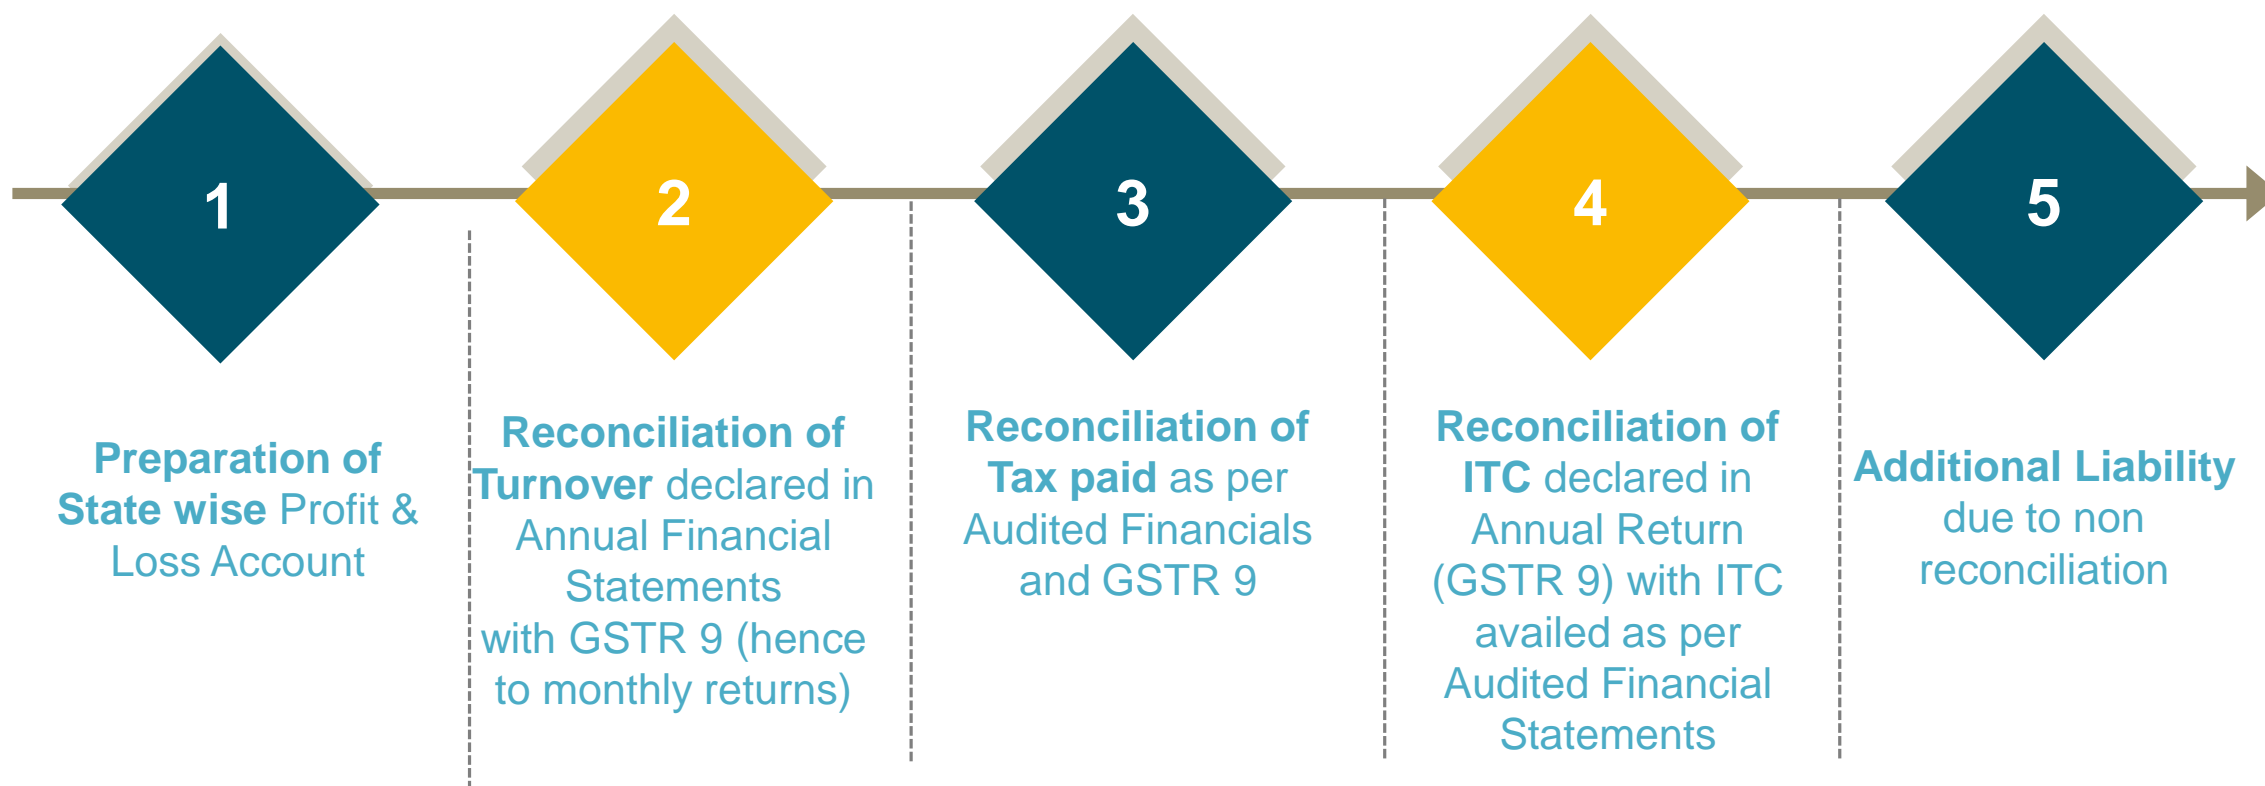 1
Preparation of
State wise Profit &
Loss Account
2
Reconciliation of
Turnover declared in
Annual Financial
Statements
with GSTR 9 (hence
to monthly returns)
3
Reconciliation of
Tax paid as per
Audited Financials
and GSTR 9
4
Reconciliation of
ITC declared in
Annual Return
(GSTR 9) with ITC
availed as per
Audited Financial
Statements
5
Additional Liability
due to non
reconciliation